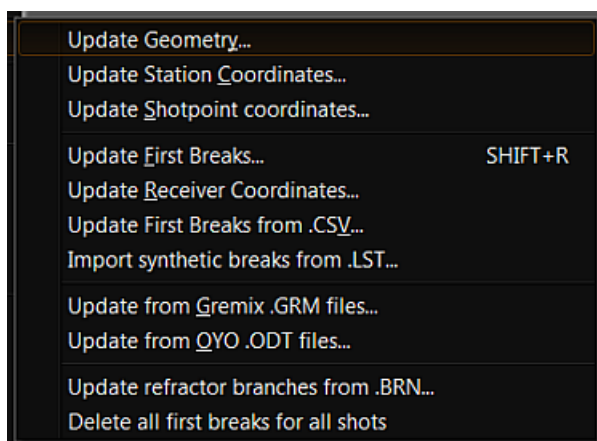 Update Geometry...
Update Station Coordinates...
Update Shotpoint coordinates...
Update First Breaks... SHIFT+R
Update Receiver Coordinates...
Update First Breaks from .CSV...
Import synthetic breaks from .LST...
Update from Gremix .GRM files...
Update from OYO .ODT files...
Update refractor branches from .BRN...
Delete all first breaks for all shots